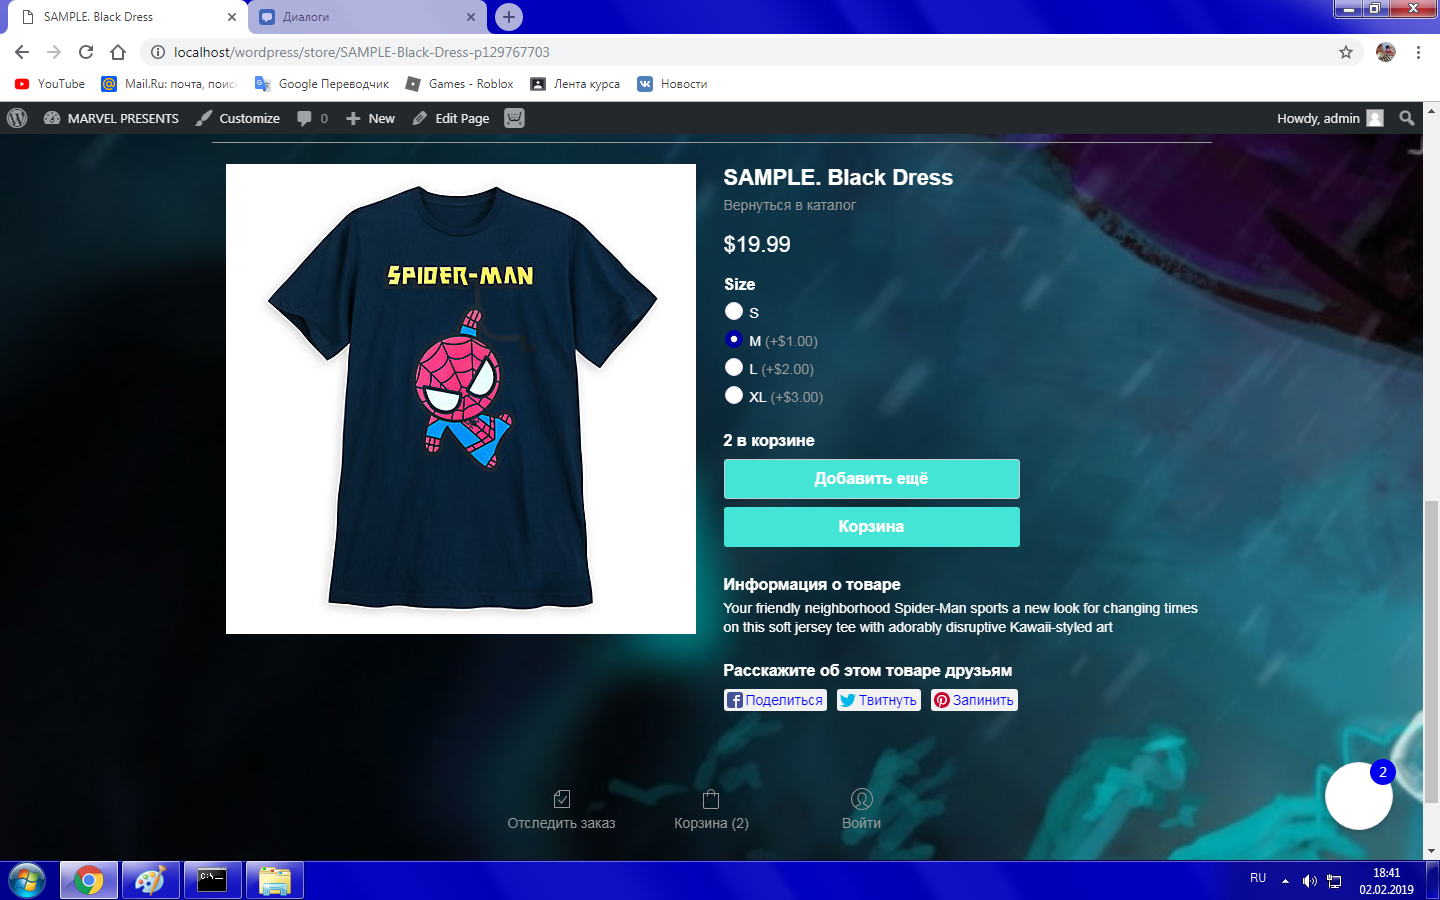 SAMPLE. Black Dress
Диалоги
localhost/wordpress/store/SAMPLE-Black-Dress-p129767703
YouTube
Mail.Ru: почта, поиск
Google Переводчик
Games - Roblox
Лента курса
Новости
MARVEL PRESENTS
Customize
0
New
Edit Page
Howdy, admin
SPIDER-MAN
SAMPLE. Black Dress
Вернуться в каталог
$19.99
Size
S
M (+$1.00)
L (+$2.00)
XL (+$3.00)
2 в корзине
Добавить ещё
Корзина
Информация о товаре
Your friendly neighborhood Spider-Man sports a new look for changing times
on this soft jersey tee with adorably disruptive Kawaii-styled art
Расскажите об этом товаре друзьям
Поделиться
Твитнуть
Запинить
2
Отследить заказ
Корзина (2)
Войти
C:\_
RU
18:41
02.02.2019